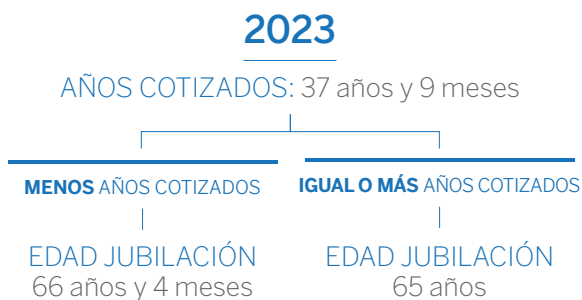 2023
AÑOS COTIZADOS: 37 años y 9 meses
MENOS AÑOS COTIZADOS
IGUAL O MÁS AÑOS COTIZADOS
EDAD JUBILACIÓN
66 años y 4 meses
EDAD JUBILACIÓN
65 años